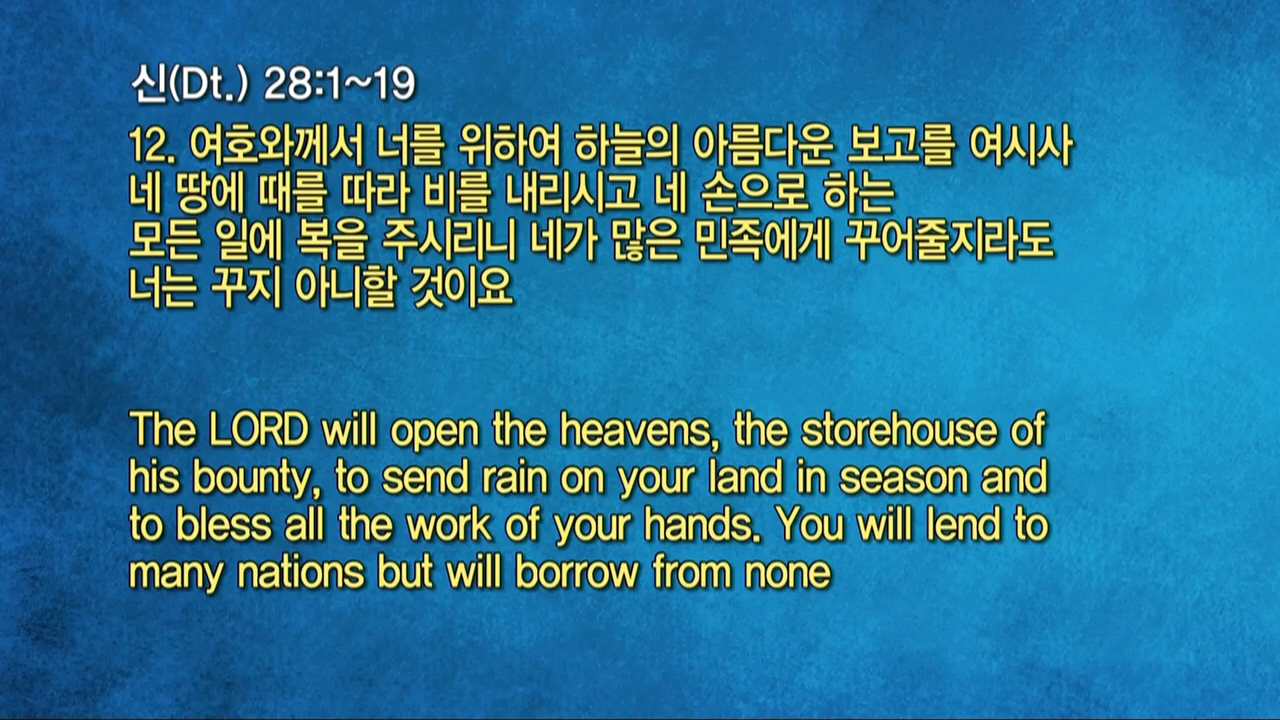 신(Dt.) 28:1~19
12. 여호와께서 너를 위하여 하늘의 아름다운 보고를 여시사
네 땅에 때를 따라 비를 내리시고 네 손으로 하는
모든 일에 복을 주시리니 네가 많은 민족에게 꾸어줄지라도
너는 꾸지 아니할 것이요
The LORD will open the heavens, the storehouse of
his bounty, to send rain on your land in season and
to bless all the work of your hands. You will lend to
many nations but will borrow from none